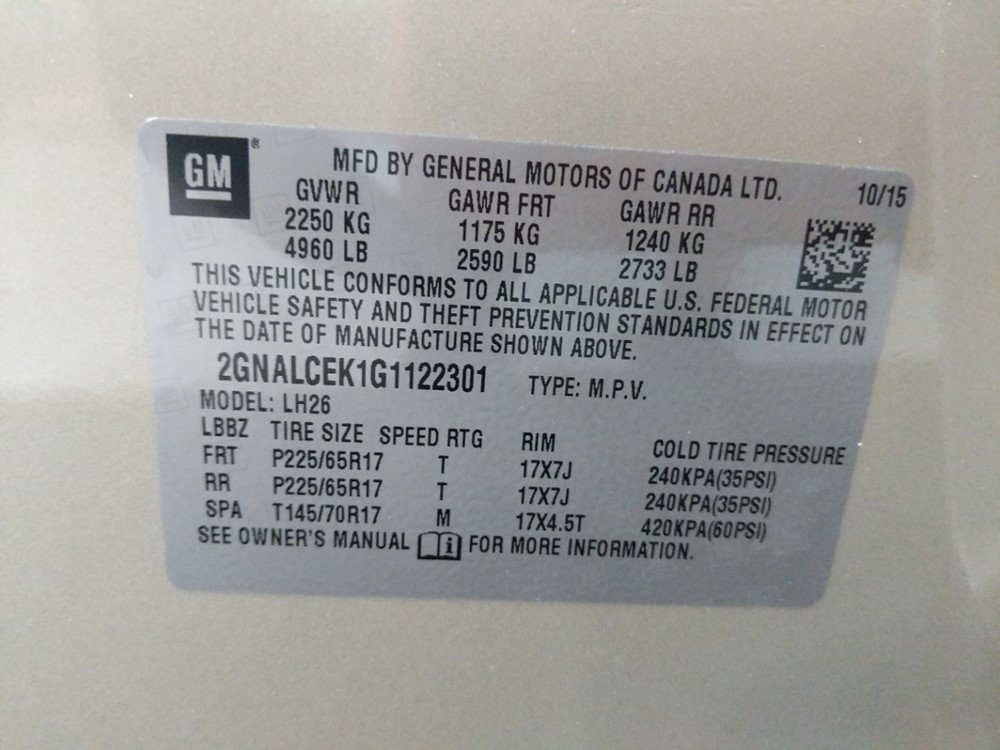 GM®
MFD BY GENERAL MOTORS OF CANADA LTD. 10/15
GVWR GAWR FRT GAWR RR
2250 KG 1175 KG 1240 KG
4960 LB 2590 LB 2733 LB
THIS VEHICLE CONFORMS TO ALL APPLICABLE U.S. FEDERAL MOTOR
VEHICLE SAFETY AND THEFT PREVENTION STANDARDS IN EFFECT ON
THE DATE OF MANUFACTURE SHOWN ABOVE.
2GNALCEK1G1122301 TYPE: M.P.V.
MODEL: LH26
LBBZ TIRE SIZE SPEED RTG RIM COLD TIRE PRESSURE
FRT P225/65R17 T 17X7J 240KPA(35PSI)
RR P225/65R17 T 17X7J 240KPA(35PSI)
SPA T145/70R17 M 17X4.5T 420KPA(60PSI)
SEE OWNER'S MANUAL i FOR MORE INFORMATION.